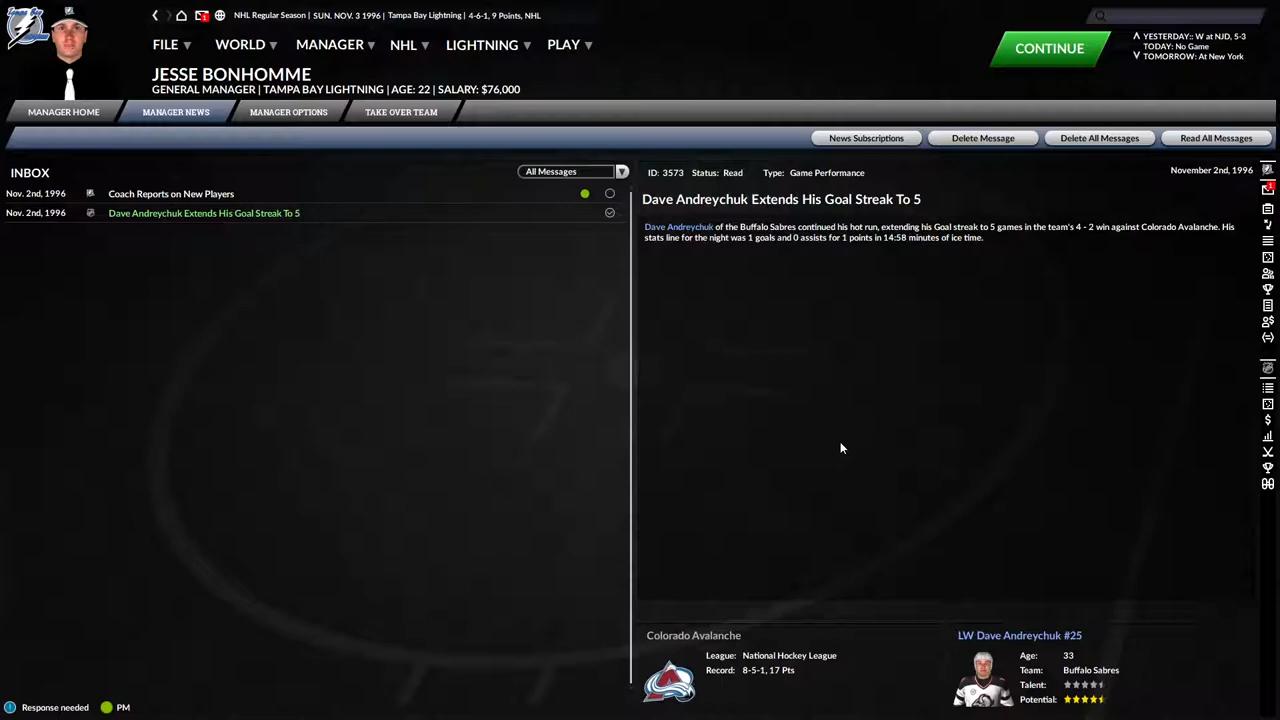 NHL Regular Season | SUN. NOV. 3 1996 | Tampa Bay Lightning | 4-6-1, 9 Points, NHL
FILE WORLD MANAGER NHL LIGHTNING PLAY
CONTINUE
YESTERDAY:: W at NJD, 5-3
TODAY: No Game
TOMORROW: At New York
JESSE BONHOMME
GENERAL MANAGER | TAMPA BAY LIGHTNING | AGE: 22 | SALARY: $76,000
MANAGER HOME MANAGER NEWS MANAGER OPTIONS TAKE OVER TEAM
News Subscriptions Delete Message Delete All Messages Read All Messages
INBOX
All Messages
Nov. 2nd, 1996 Coach Reports on New Players
Nov. 2nd, 1996 Dave Andreychuk Extends His Goal Streak To 5
ID: 3573 Status: Read Type: Game Performance
November 2nd, 1996
Dave Andreychuk Extends His Goal Streak To 5
Dave Andreychuk of the Buffalo Sabres continued his hot run, extending his Goal streak to 5 games in the team's 4 - 2 win against Colorado Avalanche. His
stats line for the night was 1 goals and 0 assists for 1 points in 14:58 minutes of ice time.
Colorado Avalanche
League: National Hockey League
Record: 8-5-1, 17 Pts
LW Dave Andreychuk #25
Age: 33
Team: Buffalo Sabres
Talent:
Potential:
Response needed PM